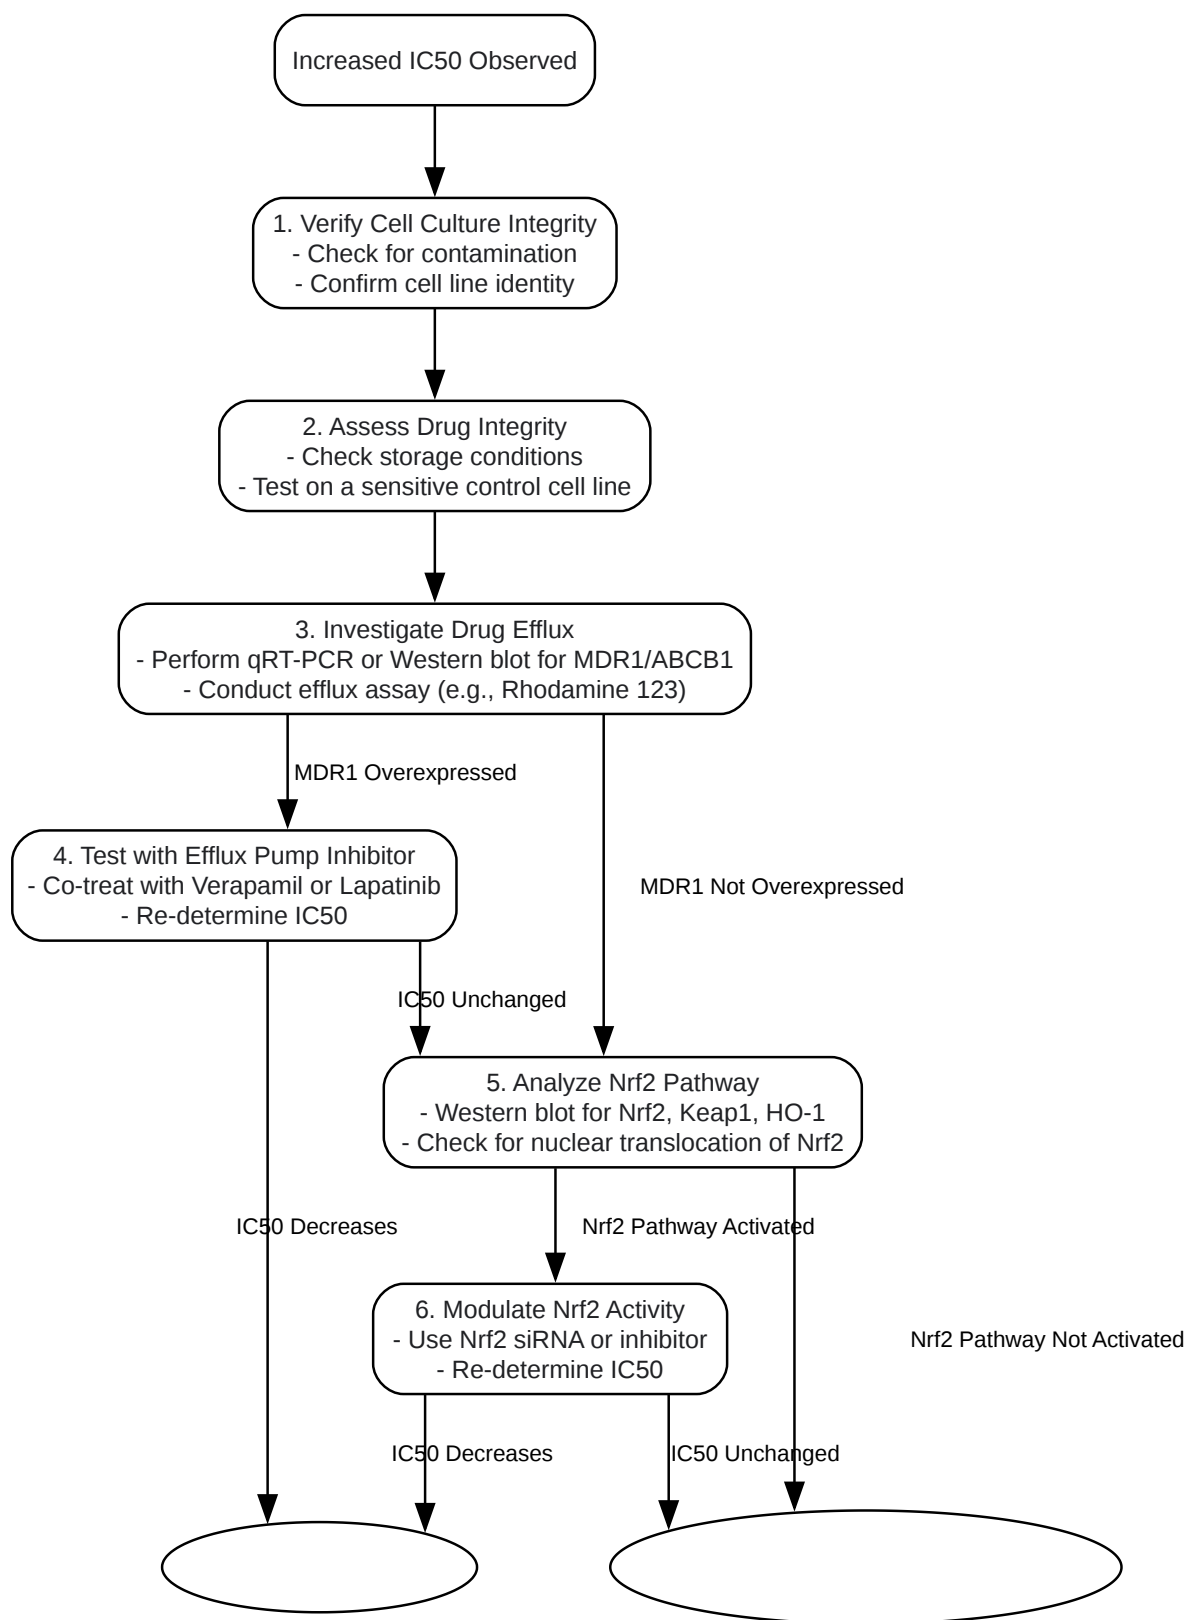 Increased IC50 Observed
1. Verify Cell Culture Integrity
- Check for contamination
- Confirm cell line identity
2. Assess Drug Integrity
- Check storage conditions
- Test on a sensitive control cell line
3. Investigate Drug Efflux
- Perform qRT-PCR or Western blot for MDR1/ABCB1
- Conduct efflux assay (e.g., Rhodamine 123)
MDR1 Overexpressed
4. Test with Efflux Pump Inhibitor
- Co-treat with Verapamil or Lapatinib
- Re-determine IC50
MDR1 Not Overexpressed
IC50 Unchanged
5. Analyze Nrf2 Pathway
- Western blot for Nrf2, Keap1, HO-1
- Check for nuclear translocation of Nrf2
IC50 Decreases
Nrf2 Pathway Activated
6. Modulate Nrf2 Activity
- Use Nrf2 siRNA or inhibitor
- Re-determine IC50
Nrf2 Pathway Not Activated
IC50 Decreases
IC50 Unchanged